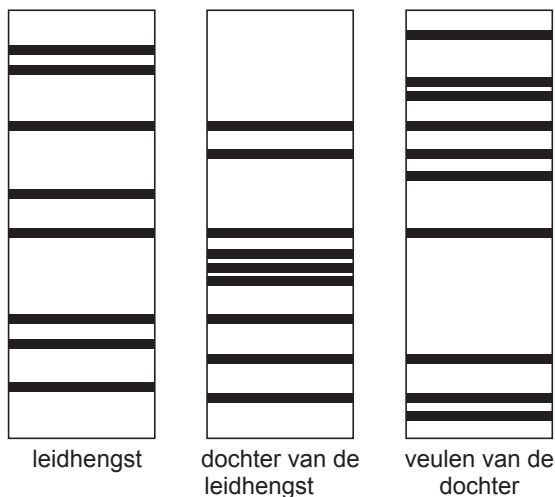 leidhengst
dochter van de
leidhengst
veulen van de
dochter